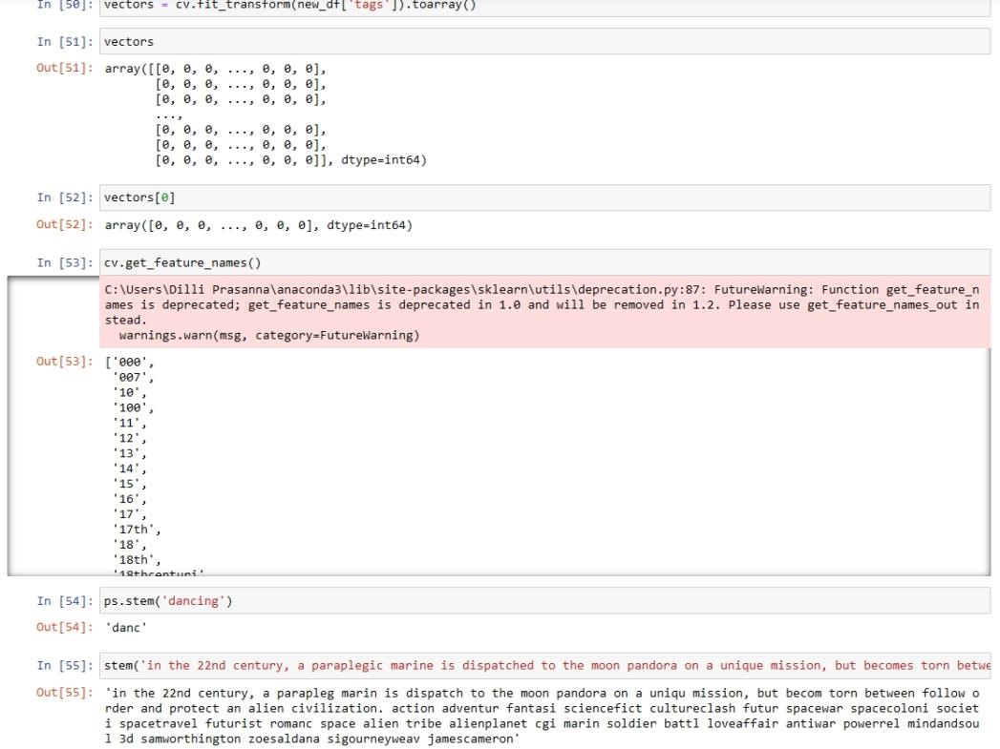 In [50]: vectors = cv.fit_transform(new_df['tags']).toarray()
In [51]: vectors
Out[51]: array([[0, 0, 0, ..., 0, 0, 0],
[0, 0, 0, ..., 0, 0, 0],
[0, 0, 0, ..., 0, 0, 0],
...,
[0, 0, 0, ..., 0, 0, 0],
[0, 0, 0, ..., 0, 0, 0],
[0, 0, 0, ..., 0, 0, 0]], dtype=int64)
In [52]: vectors[0]
Out[52]: array([0, 0, 0, ..., 0, 0, 0], dtype=int64)
In [53]: cv.get_feature_names()
C:\Users\Dilli Prasanna\anaconda3\lib\site-packages\sklearn\utils\deprecation.py:87: FutureWarning: Function get_feature_n
ames is deprecated; get_feature_names is deprecated in 1.0 and will be removed in 1.2. Please use get_feature_names_out in
stead.
warnings.warn(msg, category=FutureWarning)
Out[53]: ['000',
'007',
'10',
'100',
'11',
'12',
'13',
'14',
'15',
'16',
'17',
'17th',
'18',
'18th',
'18thcenturi'
In [54]: ps.stem('dancing')
Out[54]: 'danc'
In [55]: stem('in the 22nd century, a paraplegic marine is dispatched to the moon pandora on a unique mission, but becomes torn betwe
Out[55]: 'in the 22nd century, a parapleg marin is dispatch to the moon pandora on a uniqu mission, but becom torn between follow o
rder and protect an alien civilization. action adventur fantasi sciencefict cultureclash futur spacewar spacecoloni societ
i spacetravel futurist romanc space alien tribe alienplanet cgi marin soldier battl loveaffair antiwar powerrel mindandsou
l 3d samworthington zoesaldana sigourneyweav jamescameron'